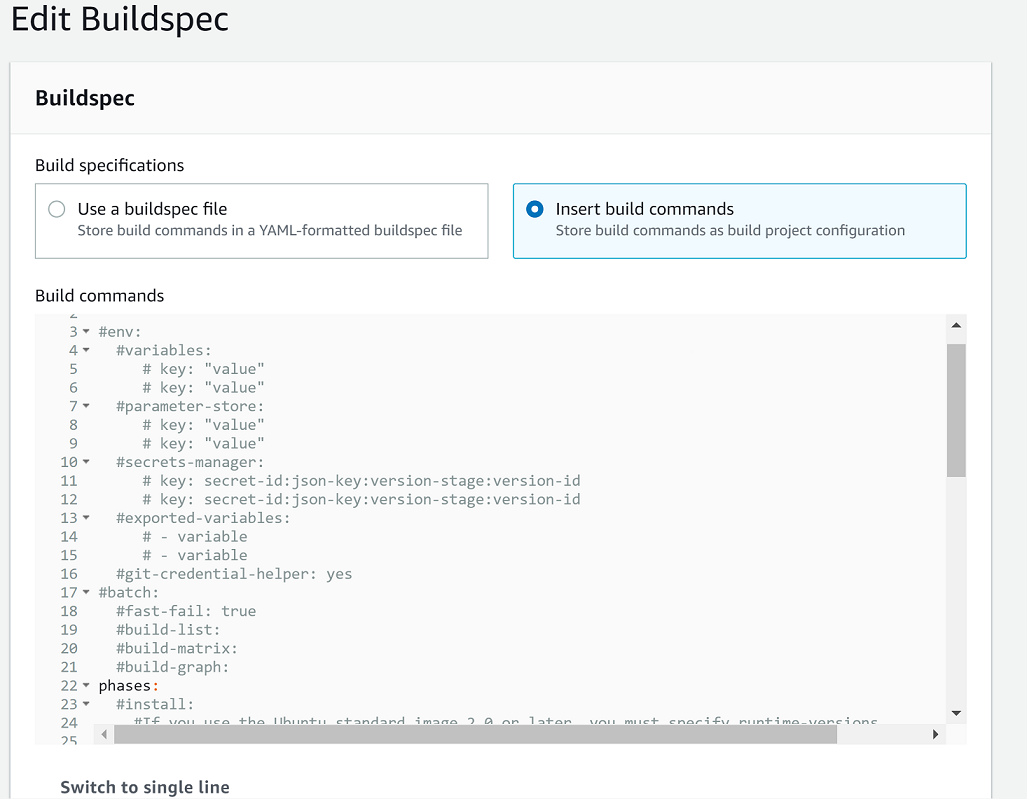 Edit Buildspec
Buildspec
Build specifications
Use a buildspec file
Store build commands in a YAML-formatted buildspec file
Insert build commands
Store build commands as build project configuration
Build commands
2
3 #env:
4 #variables:
5 # key: "value"
6 # key: "value"
7 #parameter-store:
8 # key: "value"
9 # key: "value"
10 #secrets-manager:
11 # key: secret-id:json-key:version-stage:version-id
12 # key: secret-id:json-key:version-stage:version-id
13 #exported-variables:
14 # - variable
15 # - variable
16 #git-credential-helper: yes
17 #batch:
18 #fast-fail: true
19 #build-list:
20 #build-matrix:
21 #build-graph:
22 phases:
23 #install:
24 #If you use the Ubuntu standard image 2.0 or later, you must specify runtime-versions.
25
Switch to single line